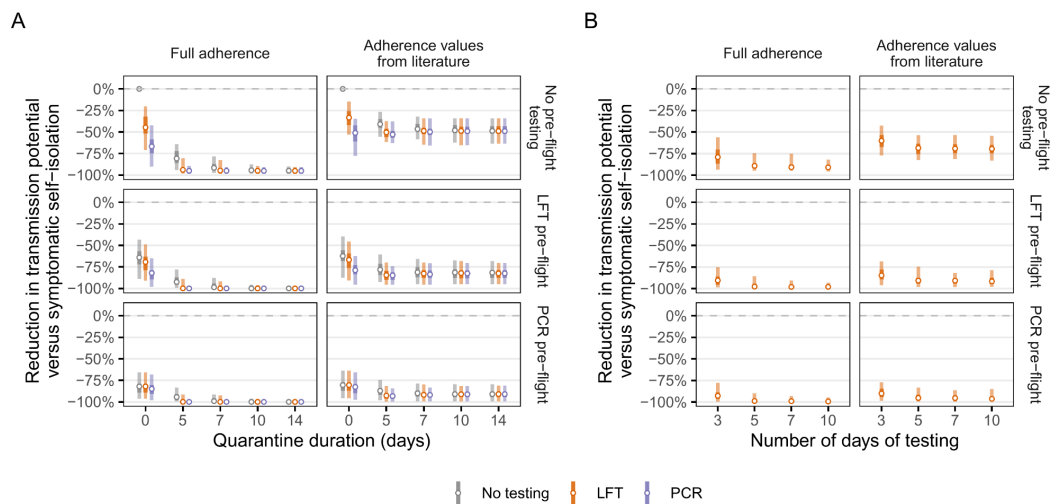 A
Full adherence
Adherence values
from literature
Reduction in transmission potential
versus symptomatic self-isolation
0%
−25%
−50%
−75%
−100%
No pre-flight
testing
0%
−25%
−50%
−75%
−100%
LFT pre-flight
0%
−25%
−50%
−75%
−100%
PCR pre-flight
0 5 7 10 14
0 5 7 10 14
Quarantine duration (days)
B
Full adherence
Adherence values
from literature
Reduction in transmission potential
versus symptomatic self-isolation
0%
−25%
−50%
−75%
−100%
No pre-flight
testing
0%
−25%
−50%
−75%
−100%
LFT pre-flight
0%
−25%
−50%
−75%
−100%
PCR pre-flight
3 5 7 10
3 5 7 10
Number of days of testing
No testing LFT PCR